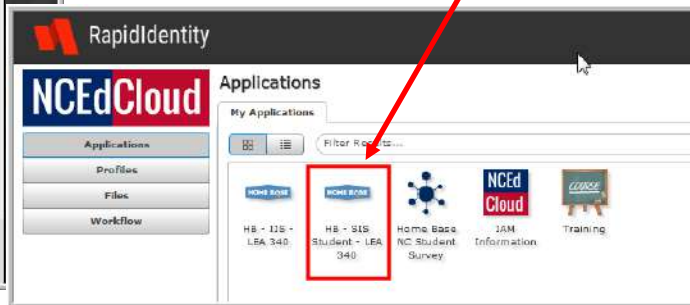 RapidIdentity
NCEdCloud
Applications
Profiles
Files
Workflow
Applications
My Applications
Filter Results...
HOME BASE
HOME BASE
NCEd
Cloud
COURSE
HB - IIS -
LEA 340
HB - SIS
Student - LEA
340
Home Base
NC Student
Survey
IAM
Information
Training